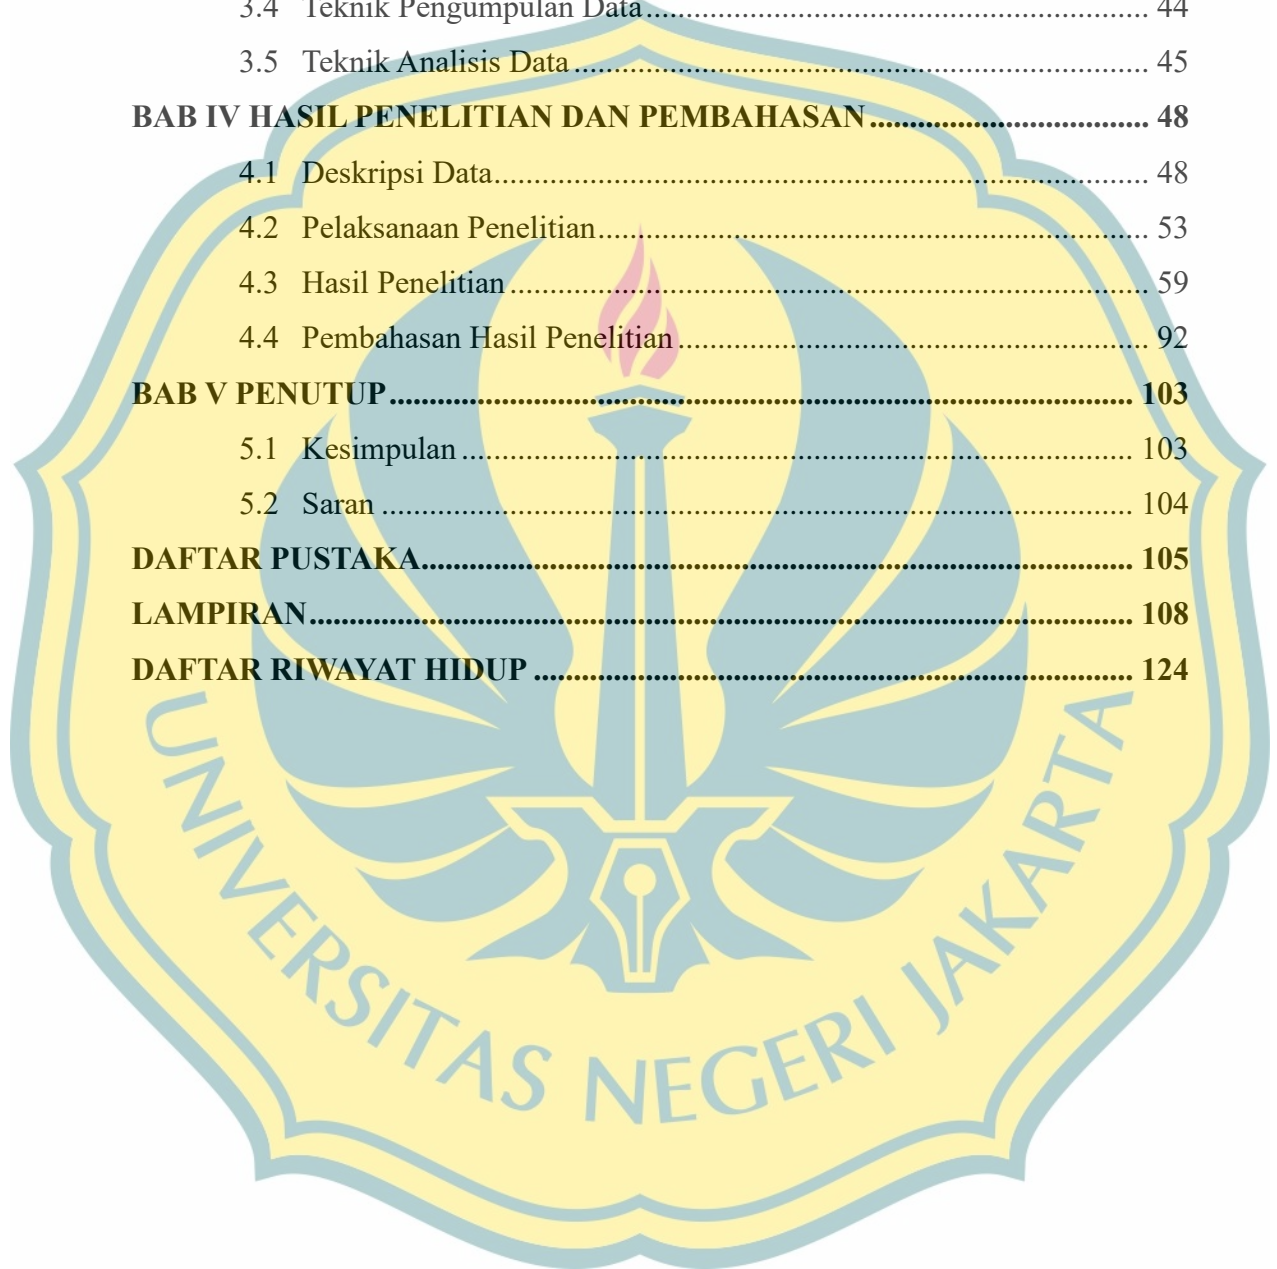 3.4 Teknik Pengumpulan Data........................................ 44
3.5 Teknik Analisis Data........................................ 45
BAB IV HASIL PENELITIAN DAN PEMBAHASAN........................................ 48
4.1 Deskripsi Data........................................ 48
4.2 Pelaksanaan Penelitian........................................ 53
4.3 Hasil Penelitian........................................ 59
4.4 Pembahasan Hasil Penelitian........................................ 92
BAB V PENUTUP........................................ 103
5.1 Kesimpulan........................................ 103
5.2 Saran........................................ 104
DAFTAR PUSTAKA........................................ 105
LAMPIRAN........................................ 108
DAFTAR RIWAYAT HIDUP........................................ 124
UNIVERSITAS NEGERI JAKARTA